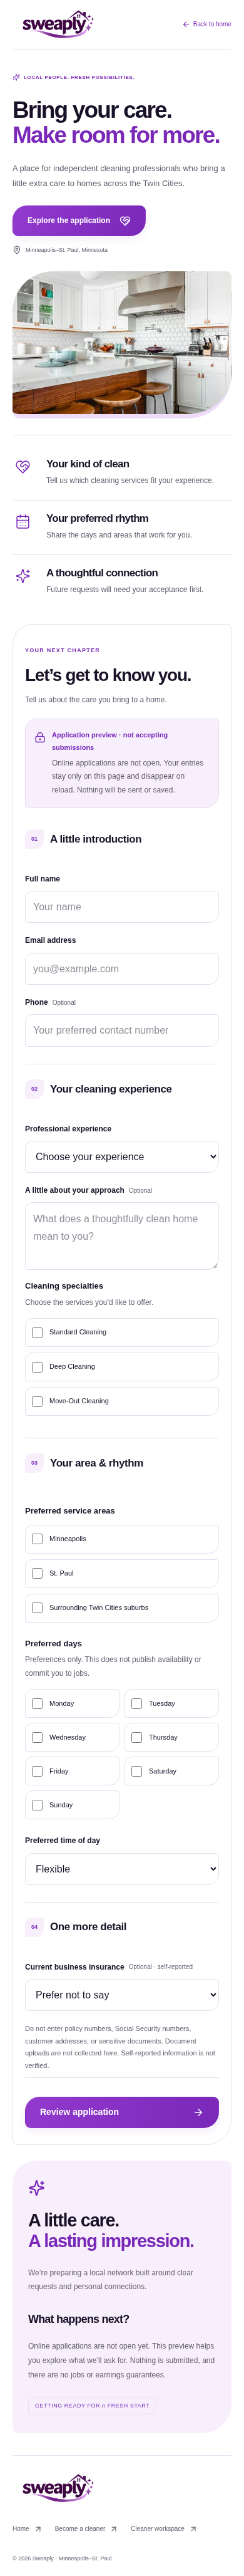 sweaply
Back to home
LOCAL PEOPLE. FRESH POSSIBILITIES.
Bring your care.
Make room for more.
A place for independent cleaning professionals who bring a
little extra care to homes across the Twin Cities.
Explore the application
Minneapolis–St. Paul, Minnesota
Your kind of clean
Tell us which cleaning services fit your experience.
Your preferred rhythm
Share the days and areas that work for you.
A thoughtful connection
Future requests will need your acceptance first.
YOUR NEXT CHAPTER
Let’s get to know you.
Tell us about the care you bring to a home.
Application preview · not accepting
submissions
Online applications are not open. Your entries
stay only on this page and disappear on
reload. Nothing will be sent or saved.
01 A little introduction
Full name
Your name
Email address
you@example.com
Phone Optional
Your preferred contact number
02 Your cleaning experience
Professional experience
Choose your experience
A little about your approach Optional
What does a thoughtfully clean home
mean to you?
Cleaning specialties
Choose the services you’d like to offer.
Standard Cleaning
Deep Cleaning
Move-Out Cleaning
03 Your area & rhythm
Preferred service areas
Minneapolis
St. Paul
Surrounding Twin Cities suburbs
Preferred days
Preferences only. This does not publish availability or
commit you to jobs.
Monday Tuesday
Wednesday Thursday
Friday Saturday
Sunday
Preferred time of day
Flexible
04 One more detail
Current business insurance Optional · self-reported
Prefer not to say
Do not enter policy numbers, Social Security numbers,
customer addresses, or sensitive documents. Document
uploads are not collected here. Self-reported information is not
verified.
Review application
A little care.
A lasting impression.
We’re preparing a local network built around clear
requests and personal connections.
What happens next?
Online applications are not open yet. This preview helps
you explore what we’ll ask for. Nothing is submitted, and
there are no jobs or earnings guarantees.
GETTING READY FOR A FRESH START
sweaply
Home Become a cleaner Cleaner workspace
© 2026 Sweaply · Minneapolis–St. Paul